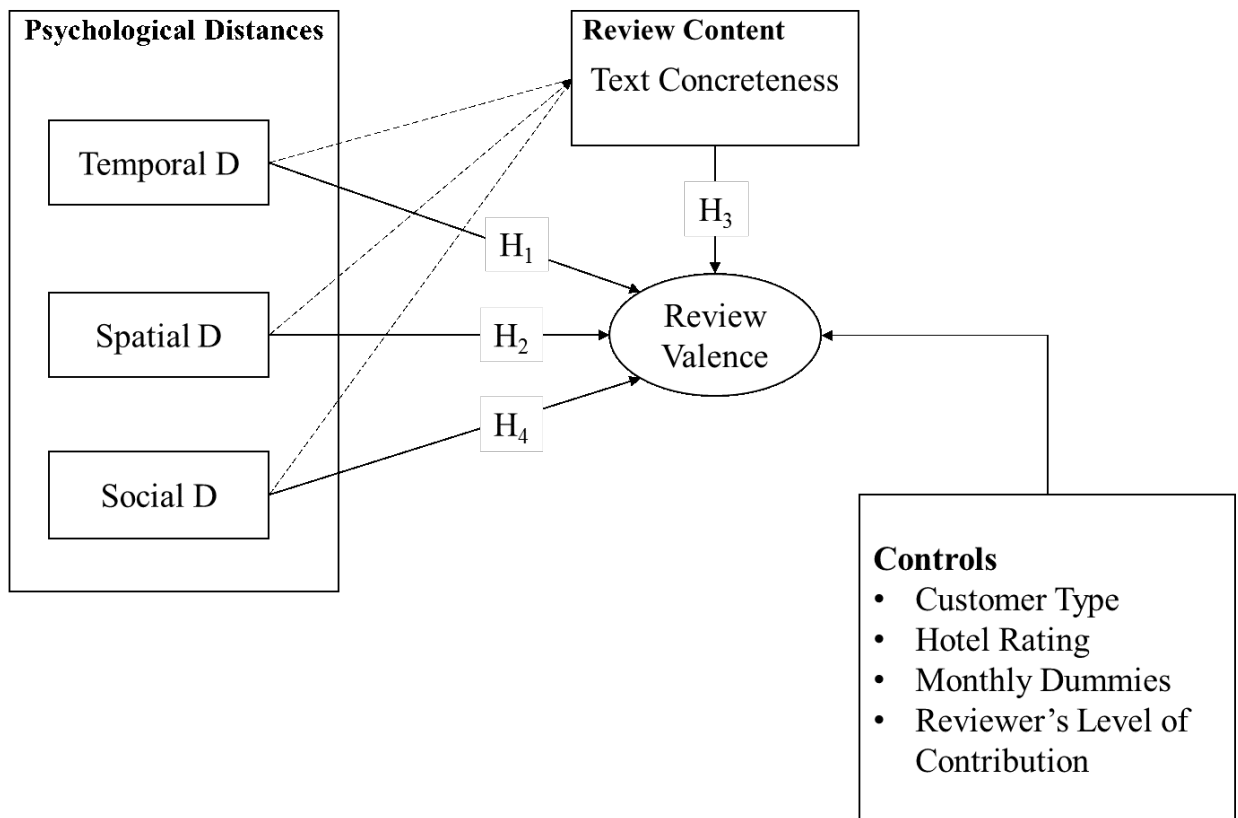 Psychological Distances
Temporal D
Spatial D
Social D
Review Content
Text Concreteness
H₁
H₂
H₃
H₄
Review
Valence
Controls
• Customer Type
• Hotel Rating
• Monthly Dummies
• Reviewer’s Level of
Contribution